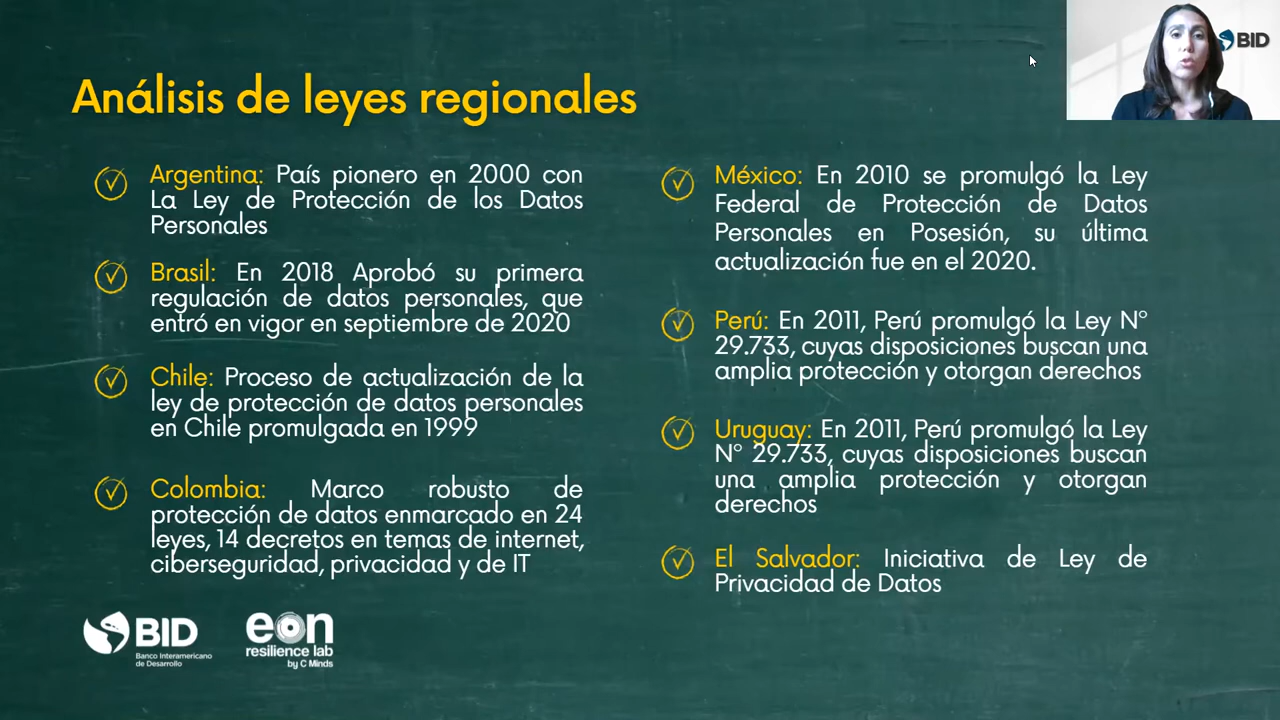 BID
Análisis de leyes regionales
Argentina: País pionero en 2000 con
La Ley de Protección de los Datos
Personales
Brasil: En 2018 Aprobó su primera
regulación de datos personales, que
entró en vigor en septiembre de 2020
Chile: Proceso de actualización de la
ley de protección de datos personales
en Chile promulgada en 1999
Colombia: Marco robusto de
protección de datos enmarcado en 24
leyes, 14 decretos en temas de internet,
ciberseguridad, privacidad y de IT
México: En 2010 se promulgó la Ley
Federal de Protección de Datos
Personales en Posesión, su última
actualización fue en el 2020.
Perú: En 2011, Perú promulgó la Ley N°
29.733, cuyas disposiciones buscan una
amplia protección y otorgan derechos
Uruguay: En 2011, Perú promulgó la Ley
N° 29.733, cuyas disposiciones buscan
una amplia protección y otorgan
derechos
El Salvador: Iniciativa de Ley de
Privacidad de Datos
BID
Banco Interamericano
de Desarrollo
eon
resilience lab
by C Minds